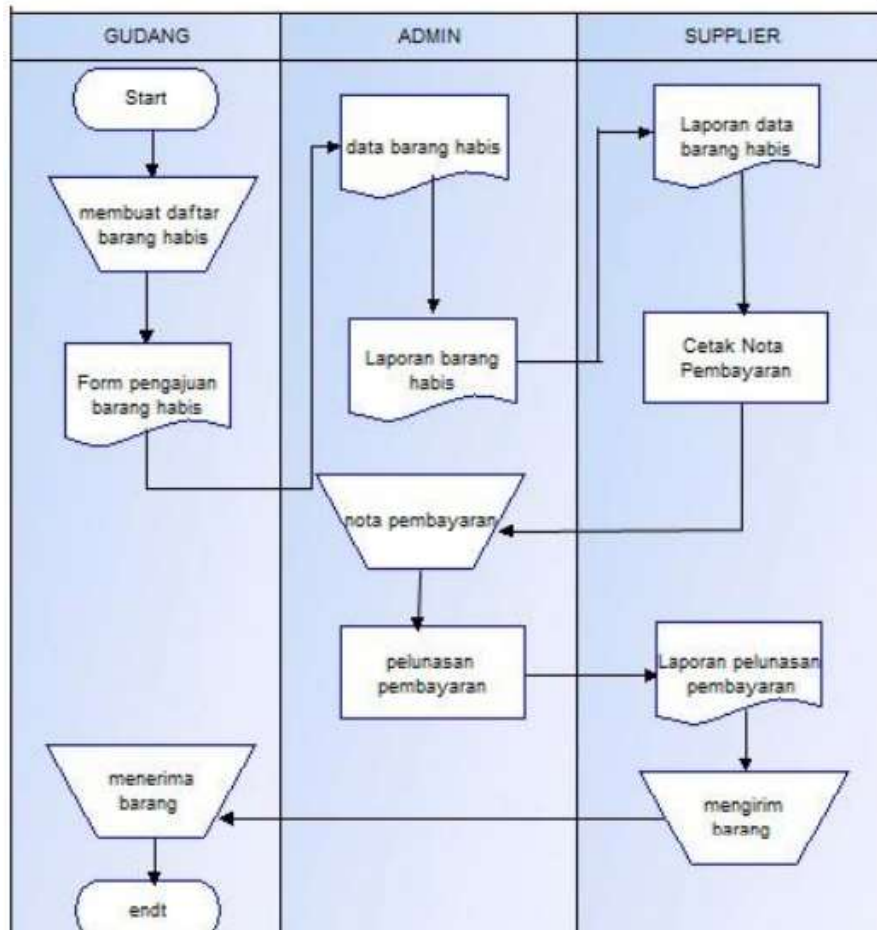 GUDANG
ADMIN
SUPPLIER
Start
membuat daftar
barang habis
Form pengajuan
barang habis
data barang habis
Laporan barang
habis
Laporan data
barang habis
Cetak Nota
Pembayaran
nota pembayaran
pelunasan
pembayaran
Laporan pelunasan
pembayaran
mengirim
barang
menerima
barang
endt